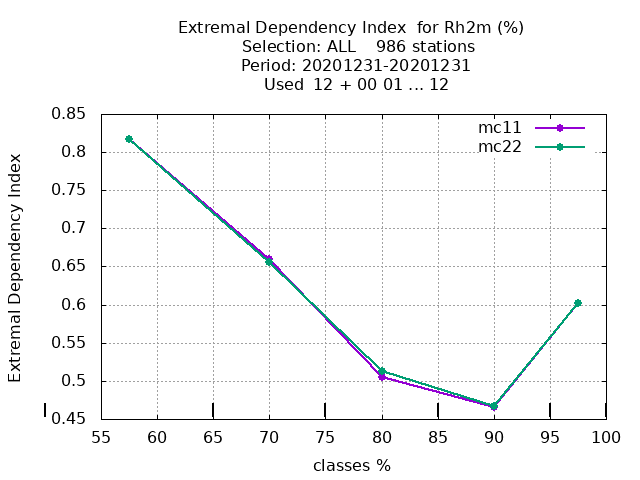 Extremal Dependency Index  for Rh2m (%)
Selection: ALL    986 stations
Period: 20201231-20201231
Used  12 + 00 01 ... 12
mc11
mc22
Extremal Dependency Index
0.85
0.8
0.75
0.7
0.65
0.6
0.55
0.5
0.45
55 60 65 70 75 80 85 90 95 100
classes %